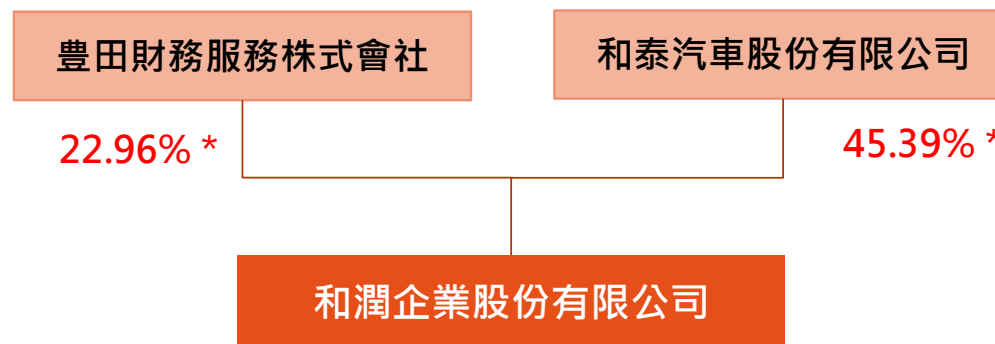 豊田財務服務株式會社
和泰汽車股份有限公司
22.96% *
45.39% *
和潤企業股份有限公司